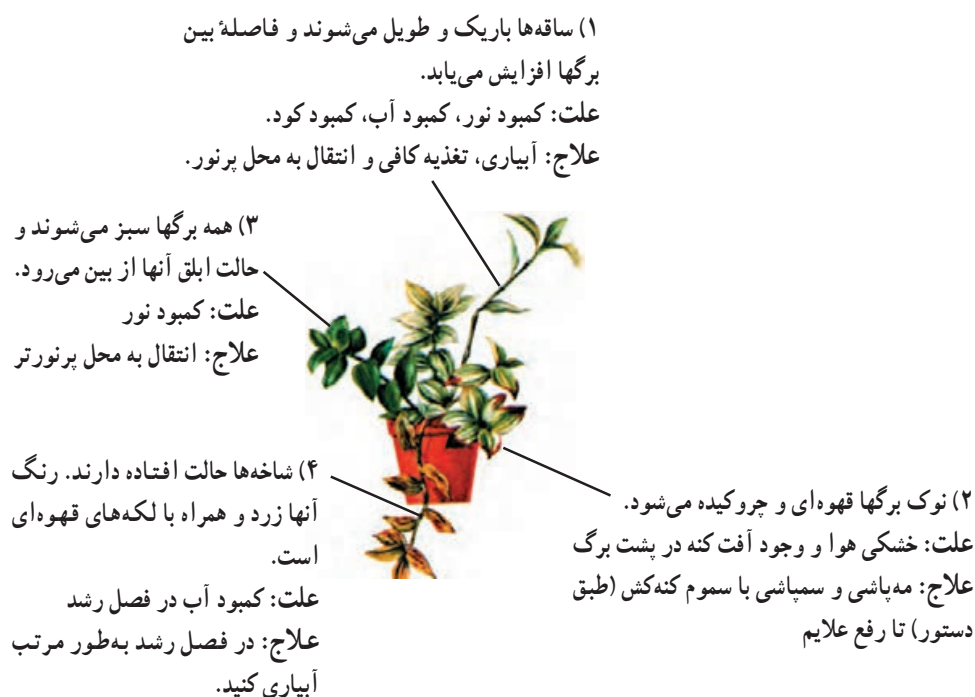 ۱) ساقه‌ها باریک و طویل می‌شوند و فاصلهٔ بین
برگها افزایش می‌یابد.
علت: کمبود نور، کمبود آب، کمبود کود.
علاج: آبیاری، تغذیه کافی و انتقال به محل پرنور.
۲) نوک برگها قهوه‌ای و چروکیده می‌شود.
علت: خشکی هوا و وجود آفت کنه در پشت برگ
علاج: مه‌پاشی و سمپاشی با سموم کنه‌کش (طبق
دستور) تا رفع علایم
۳) همه برگها سبز می‌شوند و
حالت ابلق آنها از بین می‌رود.
علت: کمبود نور
علاج: انتقال به محل پرنورتر
۴) شاخه‌ها حالت افتاده دارند. رنگ
آنها زرد و همراه با لکه‌های قهوه‌ای
است.
علت: کمبود آب در فصل رشد
علاج: در فصل رشد به‌طور مرتب
آبیاری کنید.